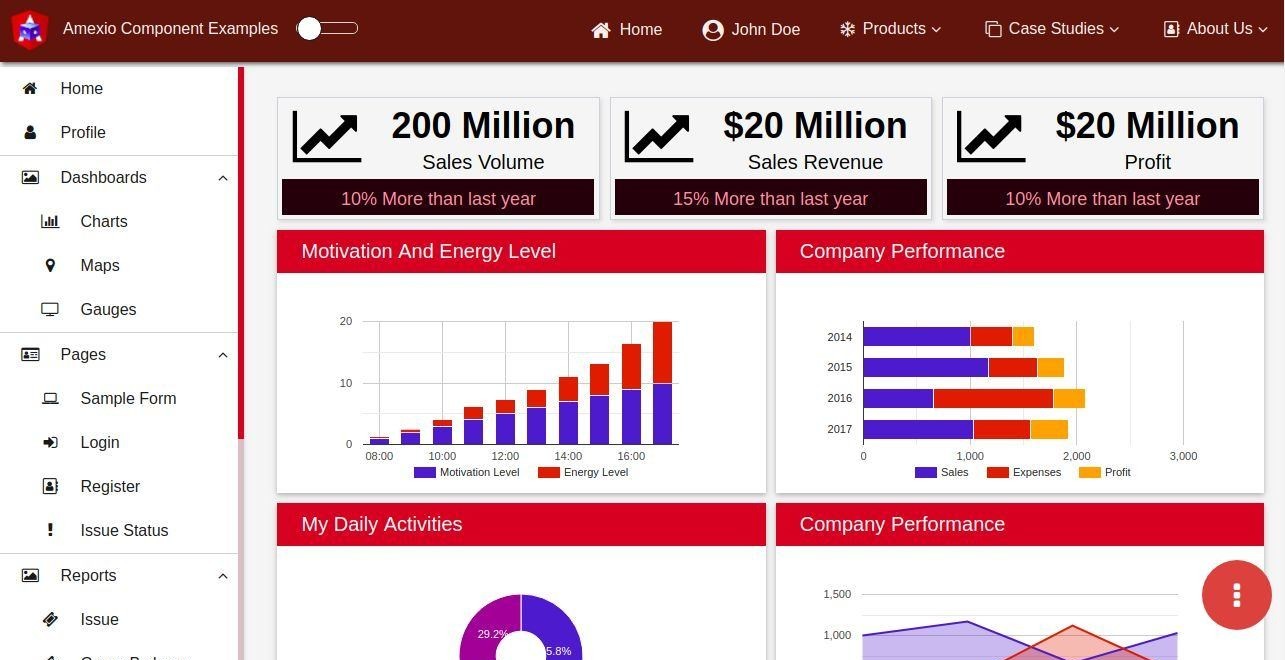 Amexio Component Examples
Home
John Doe
Products
Case Studies
About Us
Home
Profile
Dashboards
Charts
Maps
Gauges
Pages
Sample Form
Login
Register
Issue Status
Reports
Issue
200 Million
Sales Volume
10% More than last year
$20 Million
Sales Revenue
15% More than last year
$20 Million
Profit
10% More than last year
Motivation And Energy Level
20
10
0
08:00 10:00 12:00 14:00 16:00
Motivation Level Energy Level
Company Performance
2014
2015
2016
2017
0 1,000 2,000 3,000
Sales Expenses Profit
My Daily Activities
29.2%
5.8%
Company Performance
1,500
1,000